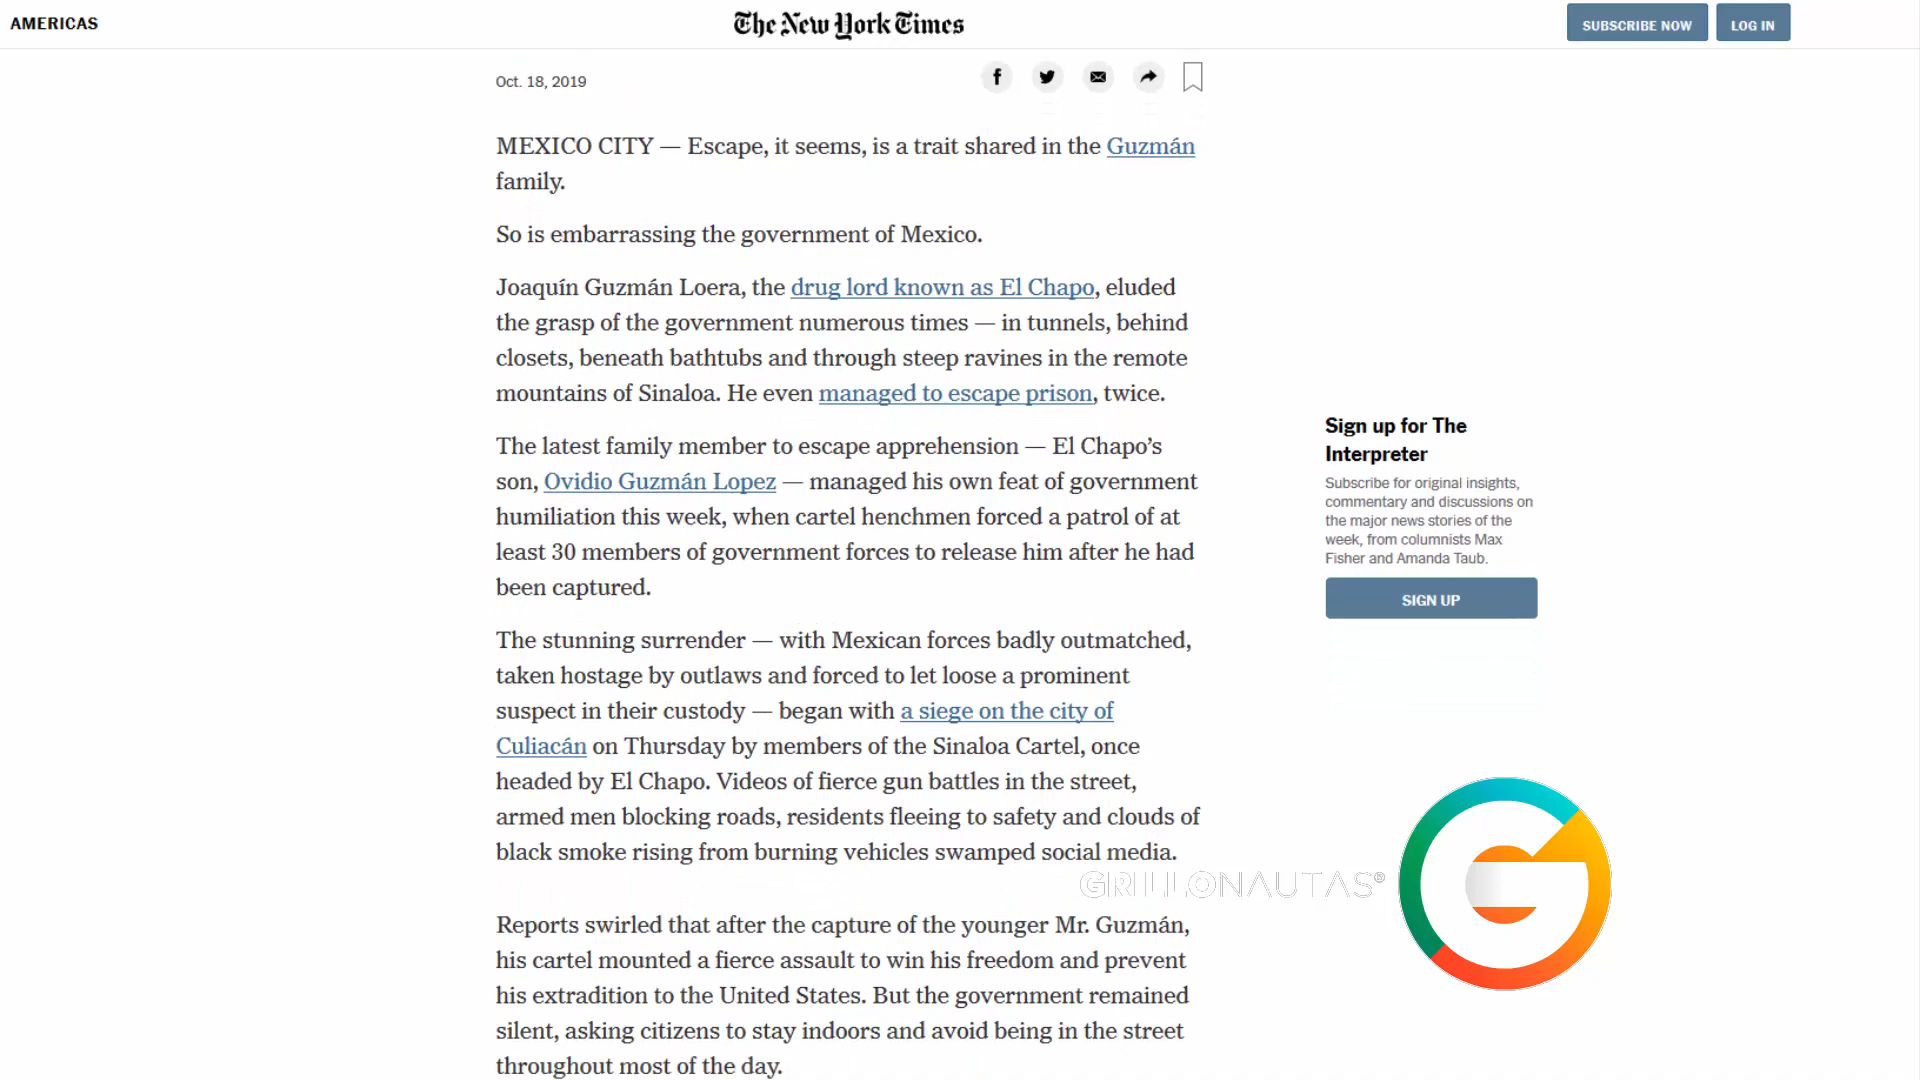 AMERICAS
The New York Times
SUBSCRIBE NOW
LOG IN
Oct. 18, 2019
MEXICO CITY — Escape, it seems, is a trait shared in the Guzmán
family.
So is embarrassing the government of Mexico.
Joaquín Guzmán Loera, the drug lord known as El Chapo, eluded
the grasp of the government numerous times — in tunnels, behind
closets, beneath bathtubs and through steep ravines in the remote
mountains of Sinaloa. He even managed to escape prison, twice.
The latest family member to escape apprehension — El Chapo’s
son, Ovidio Guzmán Lopez — managed his own feat of government
humiliation this week, when cartel henchmen forced a patrol of at
least 30 members of government forces to release him after he had
been captured.
The stunning surrender — with Mexican forces badly outmatched,
taken hostage by outlaws and forced to let loose a prominent
suspect in their custody — began with a siege on the city of
Culiacán on Thursday by members of the Sinaloa Cartel, once
headed by El Chapo. Videos of fierce gun battles in the street,
armed men blocking roads, residents fleeing to safety and clouds of
black smoke rising from burning vehicles swamped social media.
Reports swirled that after the capture of the younger Mr. Guzmán,
his cartel mounted a fierce assault to win his freedom and prevent
his extradition to the United States. But the government remained
silent, asking citizens to stay indoors and avoid being in the street
throughout most of the day.
Sign up for The
Interpreter
Subscribe for original insights,
commentary and discussions on
the major news stories of the
week, from columnists Max
Fisher and Amanda Taub.
SIGN UP
GRILLONAUTAS®